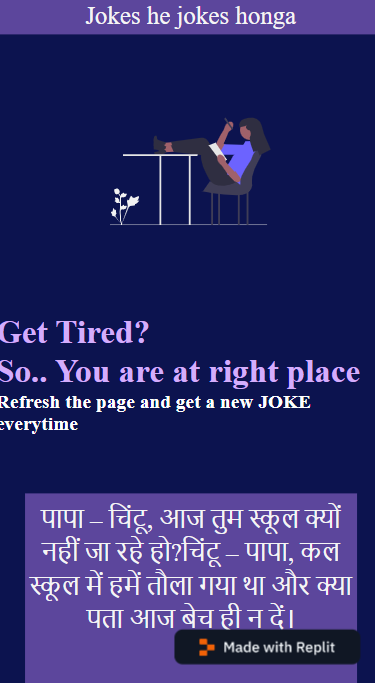 Jokes he jokes honga
Get Tired?
So.. You are at right place
Refresh the page and get a new JOKE
everytime
पापा – चिंटू, आज तुम स्कूल क्यों
नहीं जा रहे हो?चिंटू – पापा, कल
स्कूल में हमें तौला गया था और क्या
पता आज बेच ही न दें।
Made with Replit